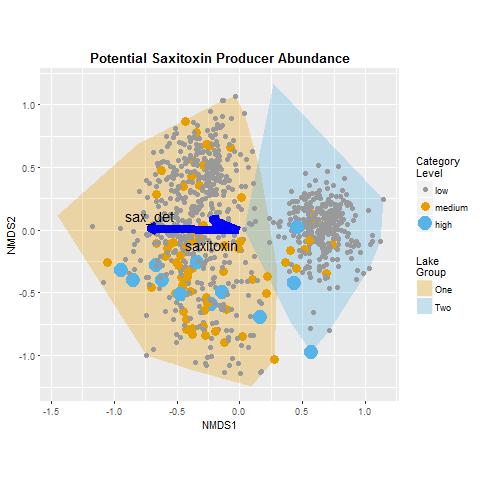 Potential Saxitoxin Producer Abundance
1.0
0.5
0.0
-0.5
-1.0
NMDS2
sax_det
saxitoxin
-1.5
-1.0
-0.5
0.0
0.5
1.0
NMDS1
Category
Level
low
medium
high
Lake
Group
One
Two